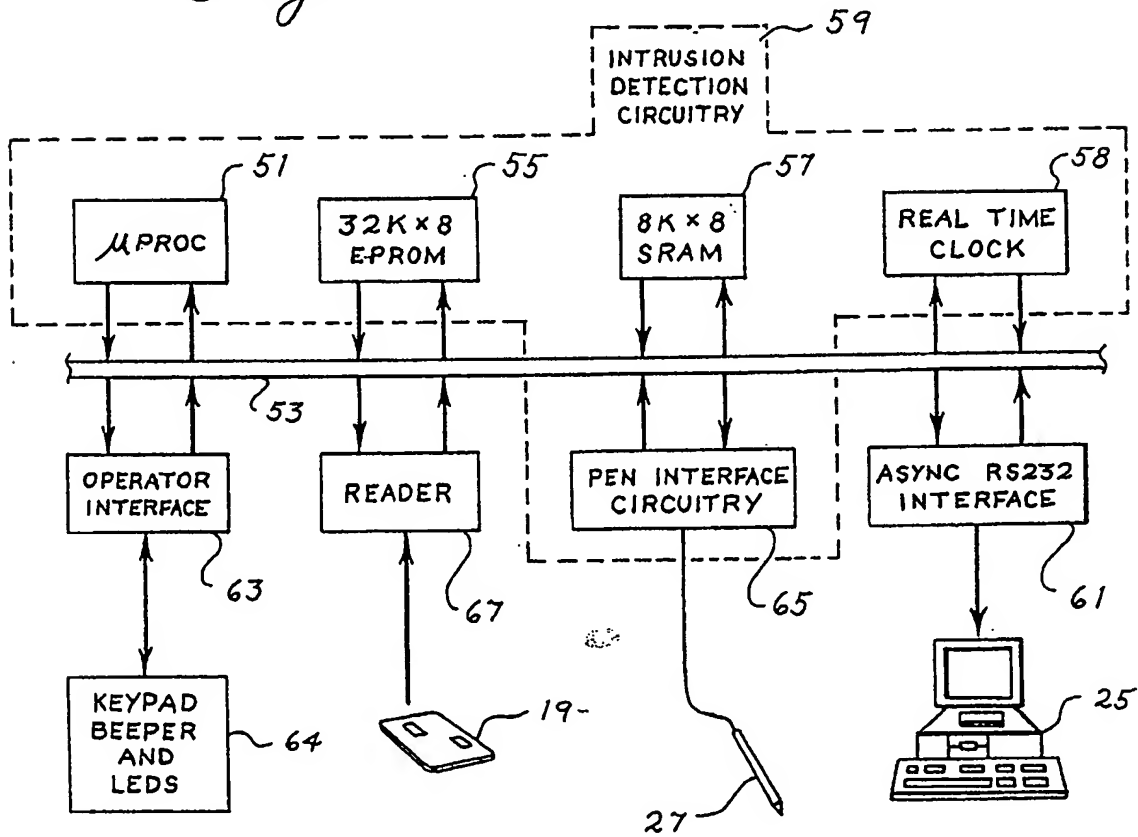 59
INTRUSION
DETECTION
CIRCUITRY
51
55
57
58
μ PROC
32K × 8
E-PROM
8K × 8
SRAM
REAL TIME
CLOCK
53
OPERATOR
INTERFACE
READER
PEN INTERFACE
CIRCUITRY
ASYNC RS232
INTERFACE
63
67
65
61
KEYPAD
BEEPER
AND
LEDS
64
19-
27
25